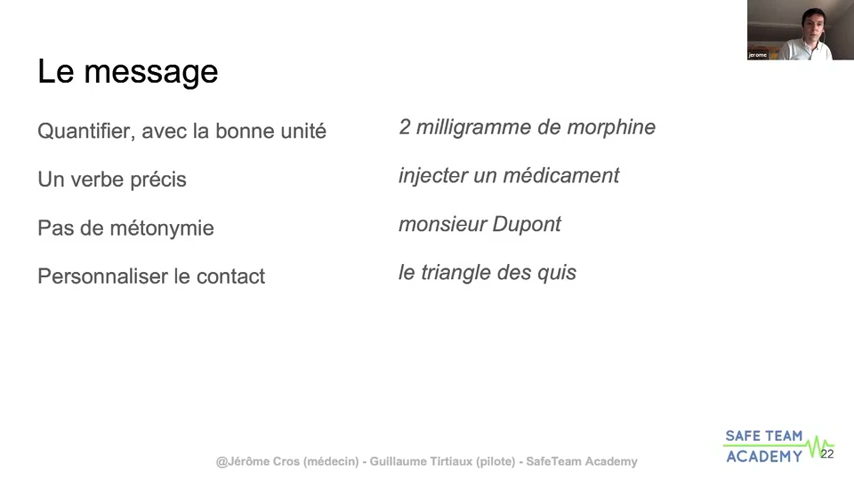 jerome
Le message
Quantifier, avec la bonne unité
2 milligramme de morphine
Un verbe précis
injecter un médicament
Pas de métonymie
monsieur Dupont
Personnaliser le contact
le triangle des quis
@Jérôme Cros (médecin) - Guillaume Tirtiaux (pilote) - SafeTeam Academy
SAFE TEAM
ACADEMY
22